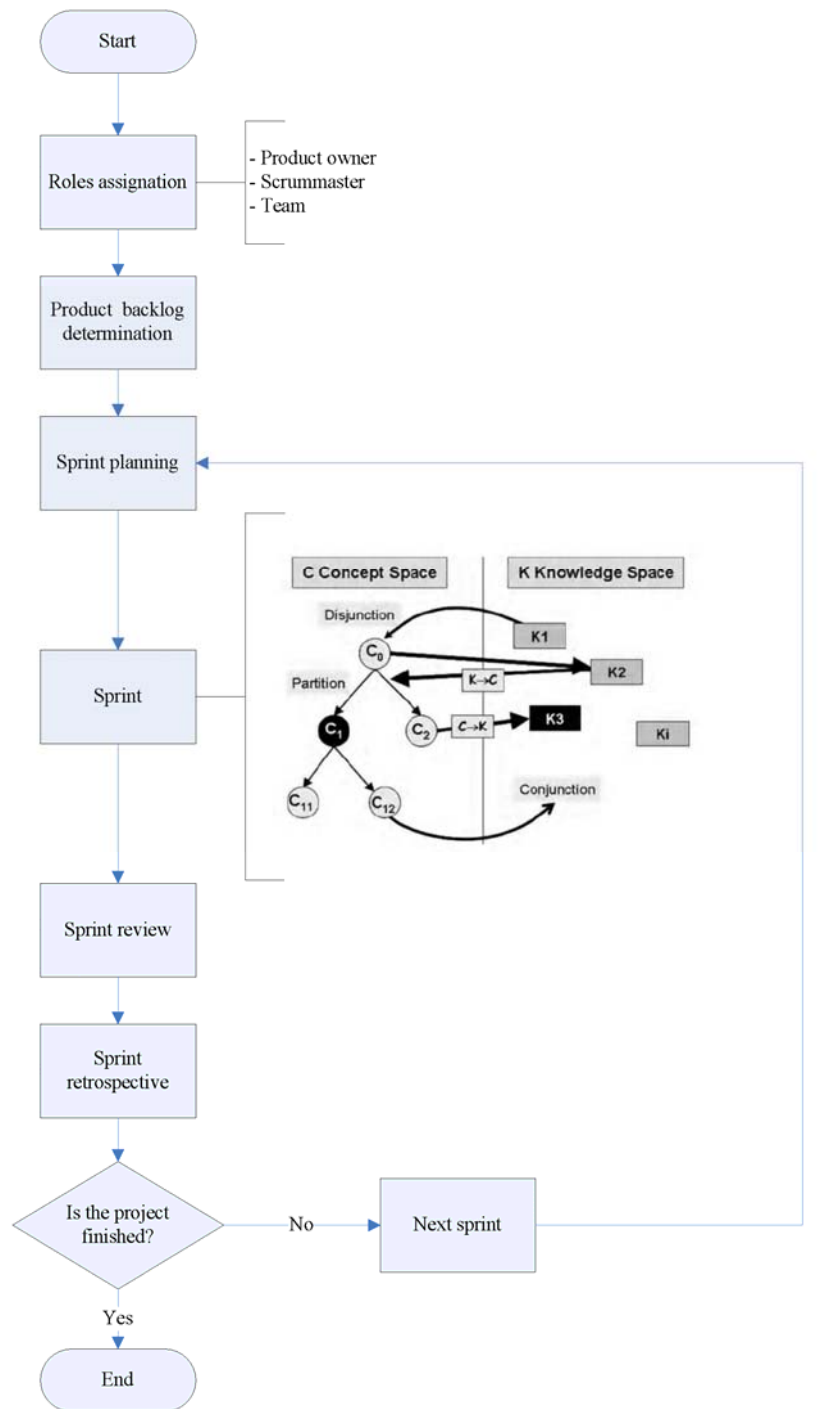 Start
Roles assignation
- Product owner
- Scrummaster
- Team
Product backlog
determination
Sprint planning
C Concept Space
K Knowledge Space
Disjunction
K1
C0
K2
K→C
Partition
C1
C2
C→K
K3
Ki
Sprint
C11
C12
Conjunction
Sprint review
Sprint
retrospective
Is the project
finished?
No
Next sprint
Yes
End